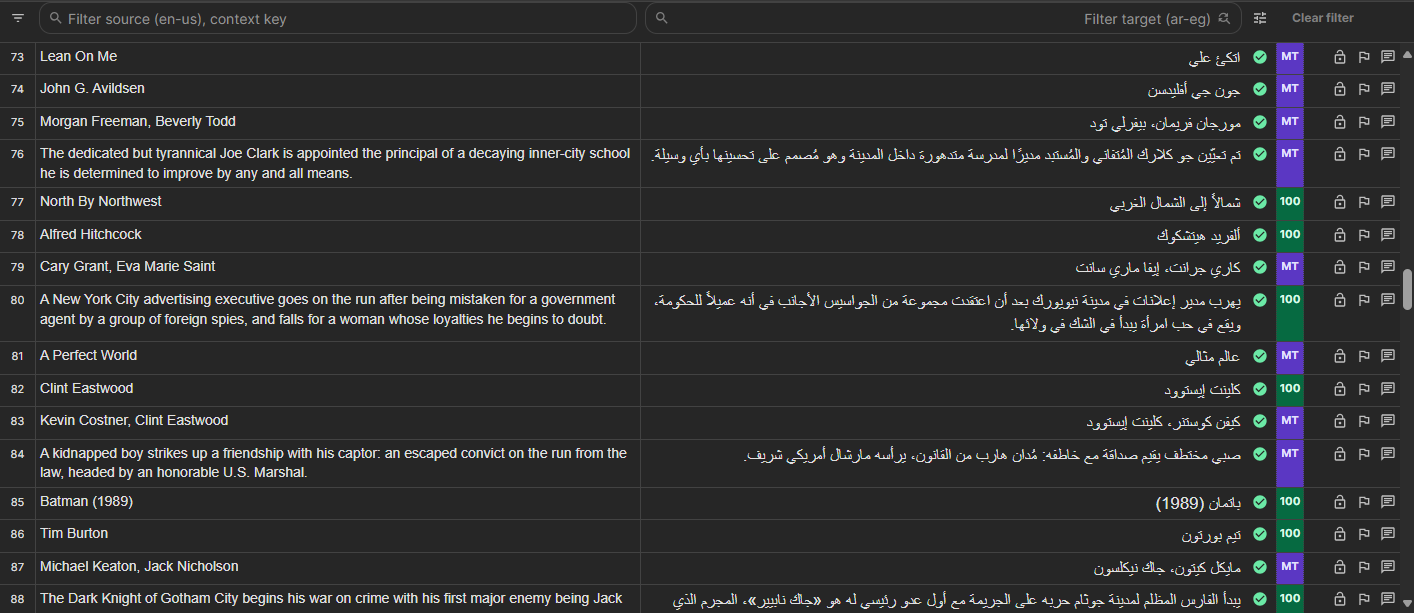 Filter source (en-us), context key
Filter target (ar-eg)
Clear filter
73 Lean On Me اتكئ علي MT
74 John G. Avildsen جون جي أفليدسن MT
75 Morgan Freeman, Beverly Todd مورجان فريمان، بيفرلي تود MT
76 The dedicated but tyrannical Joe Clark is appointed the principal of a decaying inner-city school تم تعيّين جو كلارك المُتفاني والمُستبد مديرًا لمدرسة متدهورة داخل المدينة وهو مُصمم على تحسينها بأي وسيلة. MT
he is determined to improve by any and all means.
77 North By Northwest شمالاً إلى الشمال الغربي 100
78 Alfred Hitchcock ألفريد هيتشكوك 100
79 Cary Grant, Eva Marie Saint كاري جرانت، إيفا ماري سانت MT
80 A New York City advertising executive goes on the run after being mistaken for a government يهرب مدير إعلانات في مدينة نيويورك بعد أن اعتقدت مجموعة من الجواسيس الأجانب في أنه عميلاً للحكومة، 100
agent by a group of foreign spies, and falls for a woman whose loyalties he begins to doubt. ويقع في حب امرأة يبدأ في الشك في ولائها.
81 A Perfect World عالم مثالي MT
82 Clint Eastwood كلينت إيستوود 100
83 Kevin Costner, Clint Eastwood كيفن كوستنر، كلينت إيستوود MT
84 A kidnapped boy strikes up a friendship with his captor: an escaped convict on the run from the صبي مختطف يقيم صداقة مع خاطفه: مُدان هارب من القانون، يرأسه مارشال أمريكي شريف. MT
law, headed by an honorable U.S. Marshal.
85 Batman (1989) باتمان (1989) 100
86 Tim Burton تيم بورتون 100
87 Michael Keaton, Jack Nicholson مايكل كيتون، جاك نيكلسون MT
88 The Dark Knight of Gotham City begins his war on crime with his first major enemy being Jack يبدأ الفارس المظلم لمدينة جوثام حربه على الجريمة مع أول عدو رئيسي له هو «جاك نابيير»، المجرم الذي 100